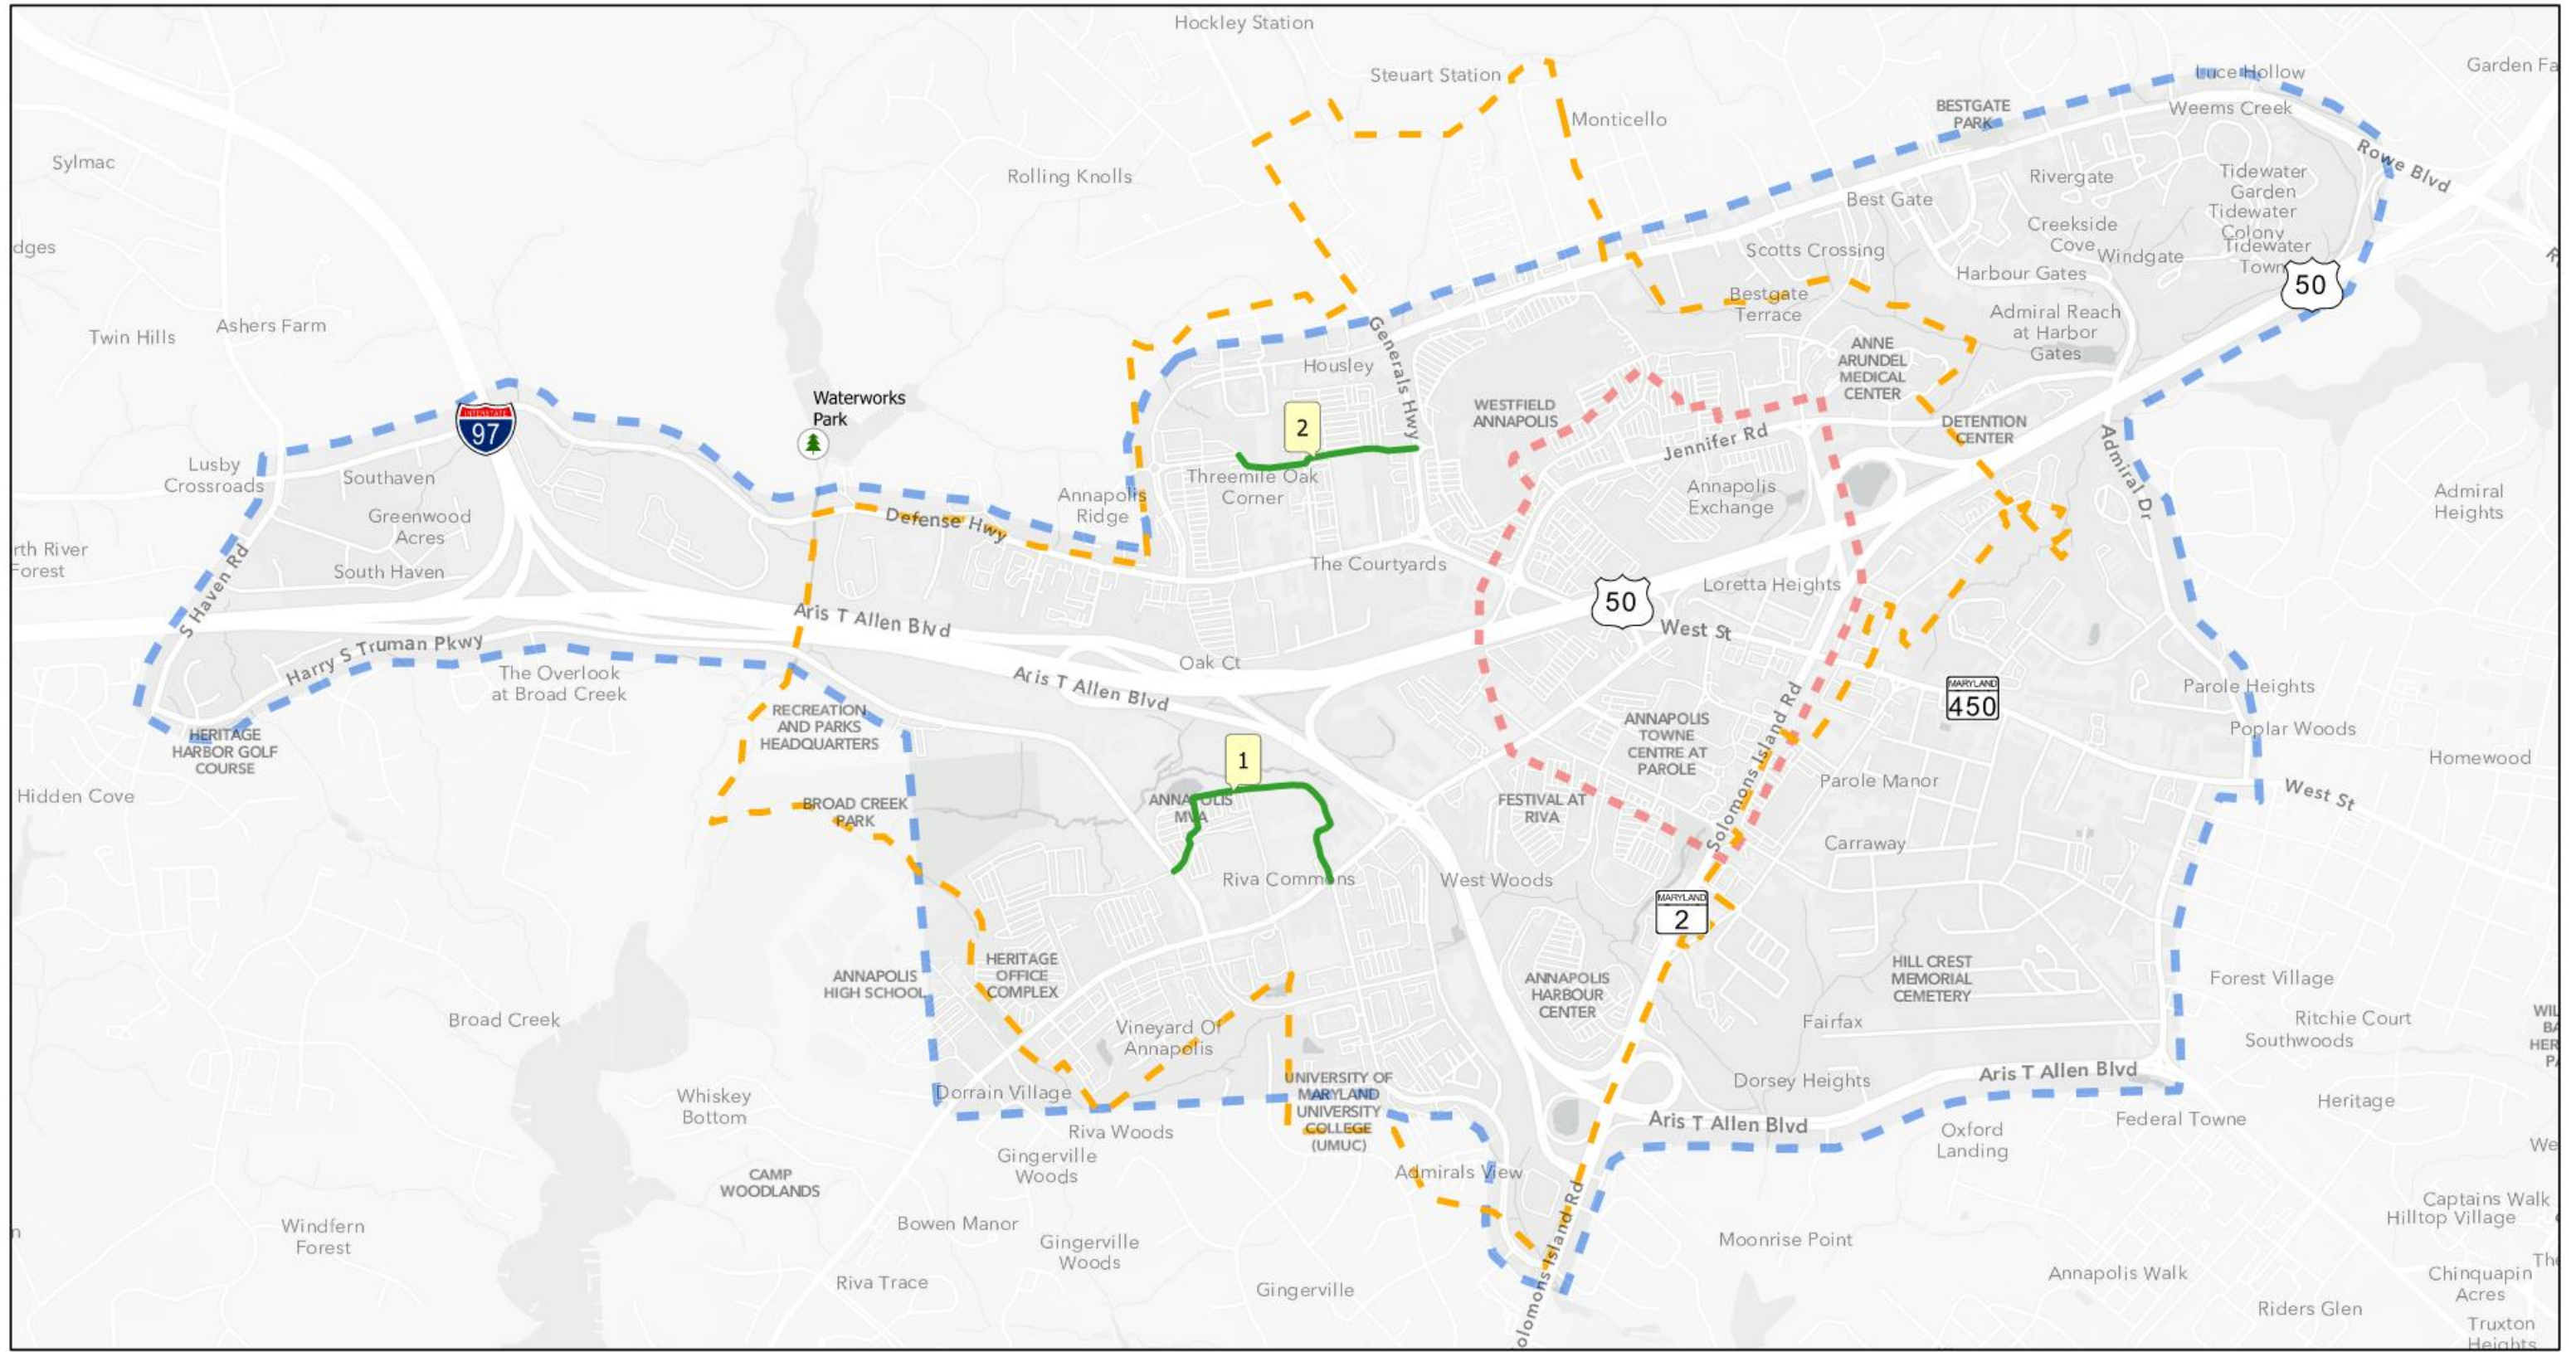 Hockley Station
Steuart Station
Garden Fa
Luce Hollow
BESTGATE
PARK
Weems Creek
Monticello
Sylmac
Rolling Knolls
Rowe Blvd
Rivergate
Tidewater
Garden
Best Gate
Tidewater
Colony
Creekside
Cove
Tidewater
Town
dges
Scotts Crossing
Windgate
Harbour Gates
50
Bestgate
Terrace
Admiral Reach
at Harbor
Gates
Twin Hills
Ashers Farm
Generals Hwy
Housley
ANNE
ARUNDEL
MEDICAL
CENTER
Waterworks
Park
INTERSTATE
97
2
WESTFIELD
ANNAPOLIS
Jennifer Rd
DETENTION
CENTER
Admiral Dr
Lusby
Crossroads
Southaven
Threemile Oak
Corner
Annapolis
Ridge
Annapolis
Exchange
Admiral
Heights
Greenwood
Acres
Defense Hwy
rth River
Forest
South Haven
The Courtyards
S Haven Rd
Loretta Heights
50
Aris T Allen Blvd
West St
Harry S Truman Pkwy
The Overlook
at Broad Creek
Oak Ct
Aris T Allen Blvd
MARYLAND
450
Parole Heights
RECREATION
AND PARKS
HEADQUARTERS
ANNAPOLIS
TOWNE
CENTRE AT
PAROLE
Solomons Island Rd
Poplar Woods
HERITAGE
HARBOR GOLF
COURSE
1
Homewood
Parole Manor
Hidden Cove
BROAD CREEK
PARK
ANNAPOLIS
MVA
FESTIVAL AT
RIVA
West St
Carraway
Riva Commons
West Woods
MARYLAND
2
ANNAPOLIS
HIGH SCHOOL
HERITAGE
OFFICE
COMPLEX
ANNAPOLIS
HARBOUR
CENTER
HILL CREST
MEMORIAL
CEMETERY
Forest Village
Broad Creek
Vineyard Of
Annapolis
Fairfax
Ritchie Court
Southwoods
WIL
BA
HER
PA
Whiskey
Bottom
Dorrain Village
UNIVERSITY OF
MARYLAND
UNIVERSITY
COLLEGE
(UMUC)
Dorsey Heights
Aris T Allen Blvd
Heritage
Riva Woods
Aris T Allen Blvd
Federal Towne
Gingerville
Woods
Oxford
Landing
We
CAMP
WOODLANDS
Admirals View
Captains Walk
Hilltop Village
Windfern
Forest
Bowen Manor
Gingerville
Woods
Moonrise Point
Solomons Island Rd
The
Riva Trace
Gingerville
Annapolis Walk
Chinquapin
Acres
Riders Glen
Truxton
Heights